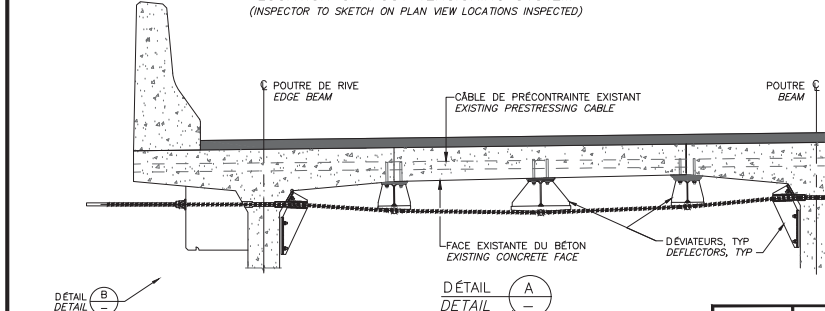 (INSPECTOR TO SKETCH ON PLAN VIEW LOCATIONS INSPECTED)
℄ POUTRE DE RIVE
EDGE BEAM
CÂBLE DE PRÉCONTRAINTE EXISTANT
EXISTING PRESTRESSING CABLE
POUTRE ℄
BEAM
FACE EXISTANTE DU BÉTON
EXISTING CONCRETE FACE
DÉVIATEURS, TYP
DEFLECTORS, TYP
DÉTAIL B
DETAIL –
DÉTAIL A
DETAIL –